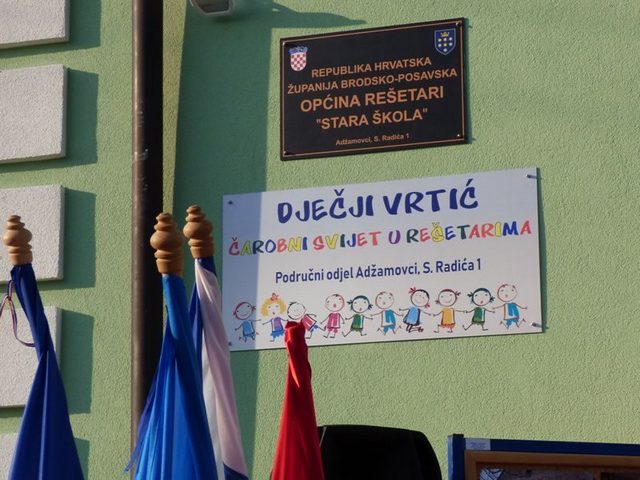 REPUBLIKA HRVATSKA
ŽUPANIJA BRODSKO-POSAVSKA
OPĆINA REŠETARI
"STARA ŠKOLA"
Adžamovci, S. Radića 1
DJEČJI VRTIĆ
ČAROBNI SVIJET U REŠETARIMA
Područni odjel Adžamovci, S. Radića 1